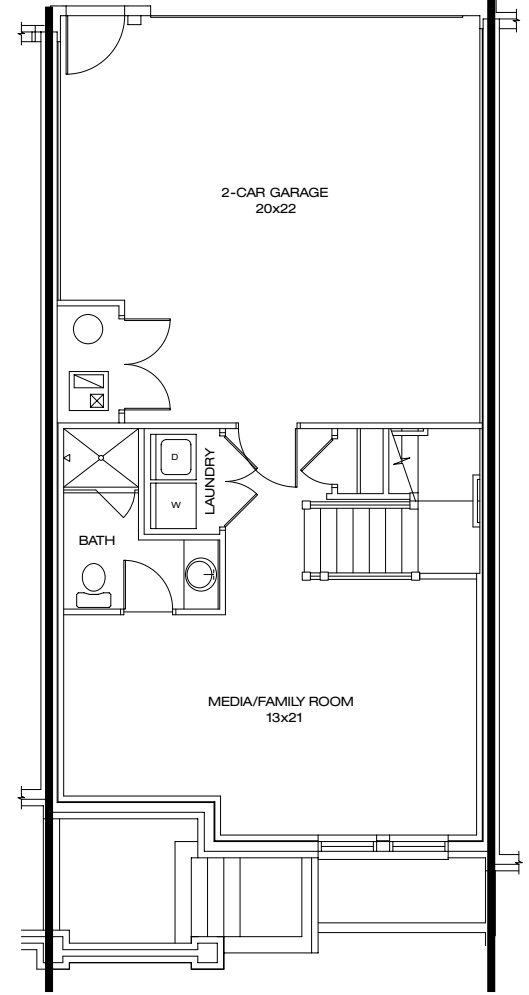 2-CAR GARAGE
20x22
D
LAUNDRY
W
BATH
MEDIA/FAMILY ROOM
13x21